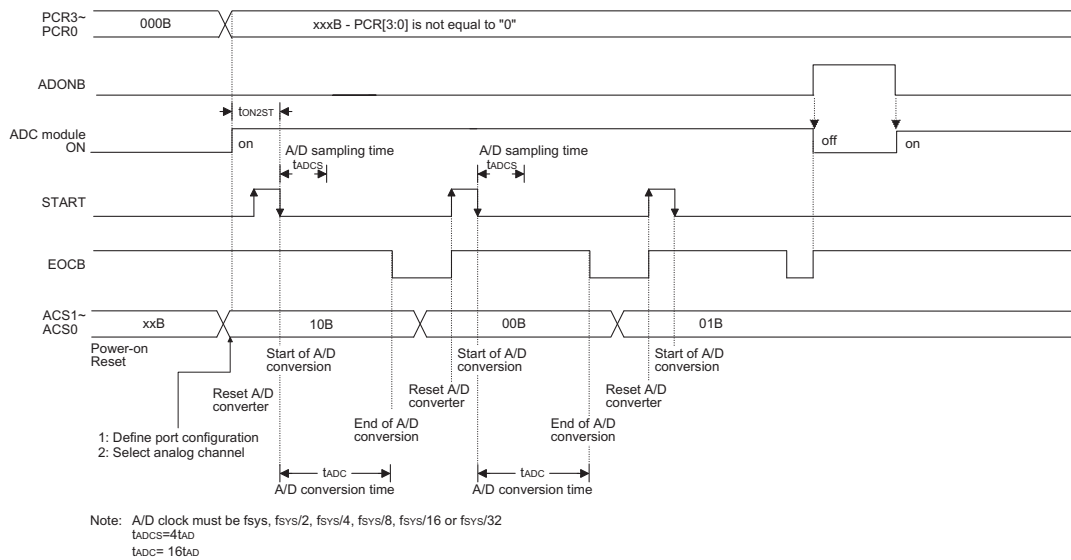 PCR3~
PCR0
000B
xxxB - PCR[3:0] is not equal to "0"
ADONB
tON2ST
ADC module
ON
on
off
on
A/D sampling time
tADCS
A/D sampling time
tADCS
START
EOCB
ACS1~
ACS0
xxB
10B
00B
01B
Power-on
Reset
Start of A/D
conversion
Start of A/D
conversion
Start of A/D
conversion
Reset A/D
converter
Reset A/D
converter
Reset A/D
converter
End of A/D
conversion
End of A/D
conversion
1: Define port configuration
2: Select analog channel
tADC
A/D conversion time
tADC
A/D conversion time
Note: A/D clock must be fsys, fSYS/2, fSYS/4, fSYS/8, fSYS/16 or fSYS/32
tADCS=4tAD
tADC= 16tAD